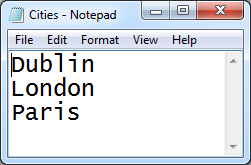 Cities - Notepad
File Edit Format View Help
Dublin
London
Paris